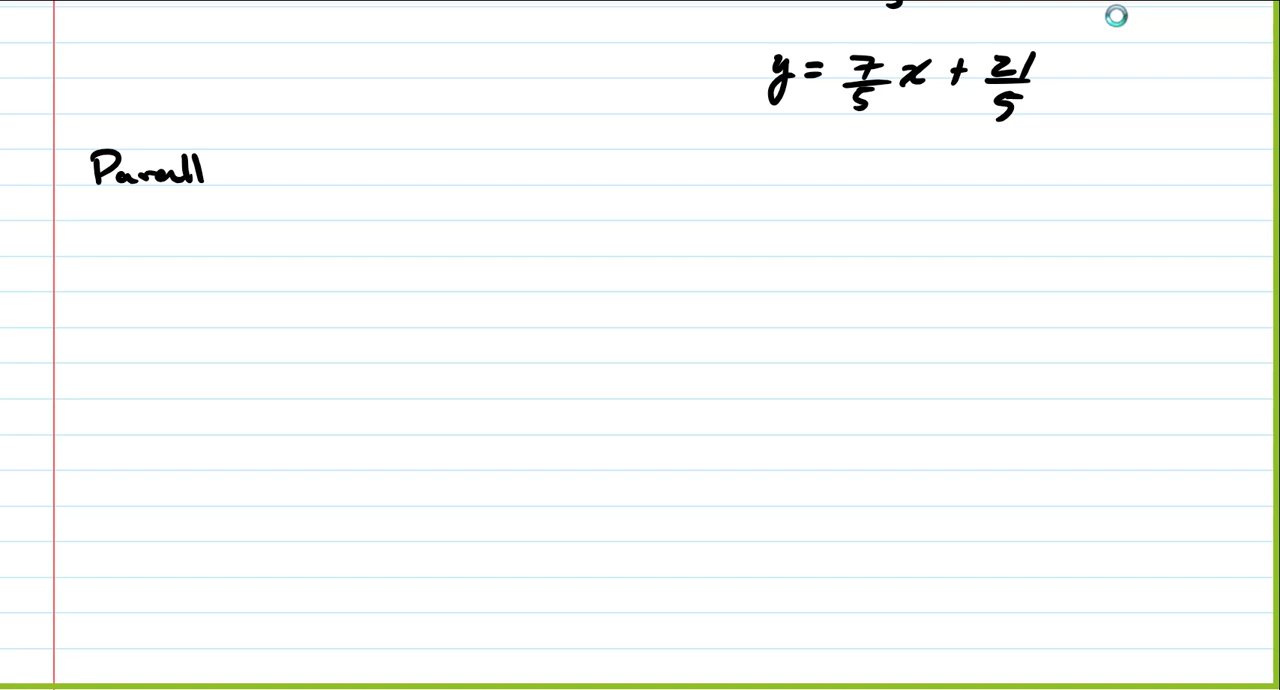 y = 7/5 x + 21/5
Parall